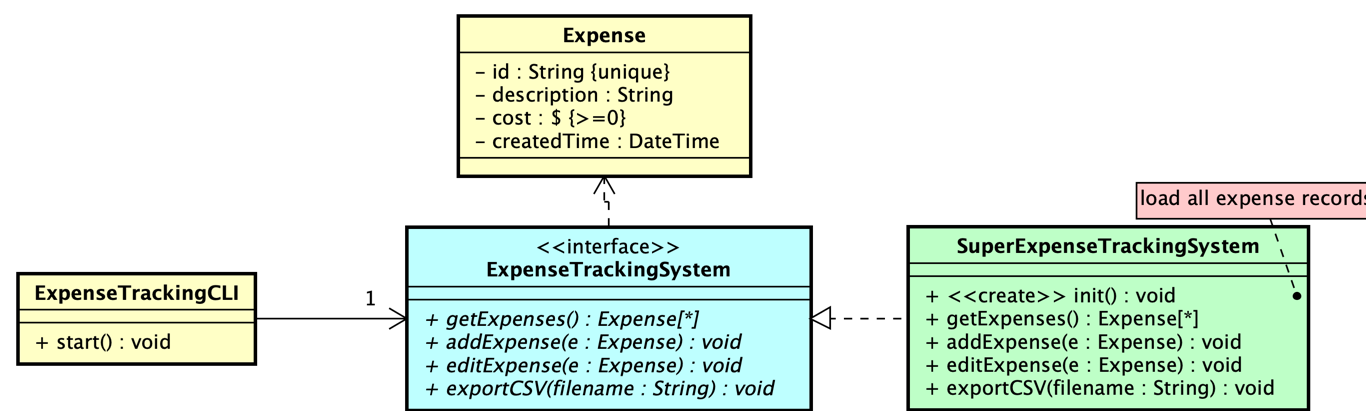 Expense
- id : String {unique}
- description : String
- cost : $ {>=0}
- createdTime : DateTime
load all expense records
<<interface>>
ExpenseTrackingSystem
+ getExpenses() : Expense[*]
+ addExpense(e : Expense) : void
+ editExpense(e : Expense) : void
+ exportCSV(filename : String) : void
SuperExpenseTrackingSystem
+ <<create>> init() : void
+ getExpenses() : Expense[*]
+ addExpense(e : Expense) : void
+ editExpense(e : Expense) : void
+ exportCSV(filename : String) : void
ExpenseTrackingCLI
+ start() : void
1